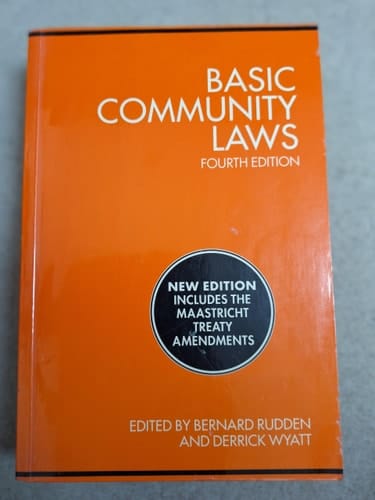 BASIC
COMMUNITY
LAWS
FOURTH EDITION
NEW EDITION
INCLUDES THE
MAASTRICHT
TREATY
AMENDMENTS
EDITED BY BERNARD RUDDEN
AND DERRICK WYATT